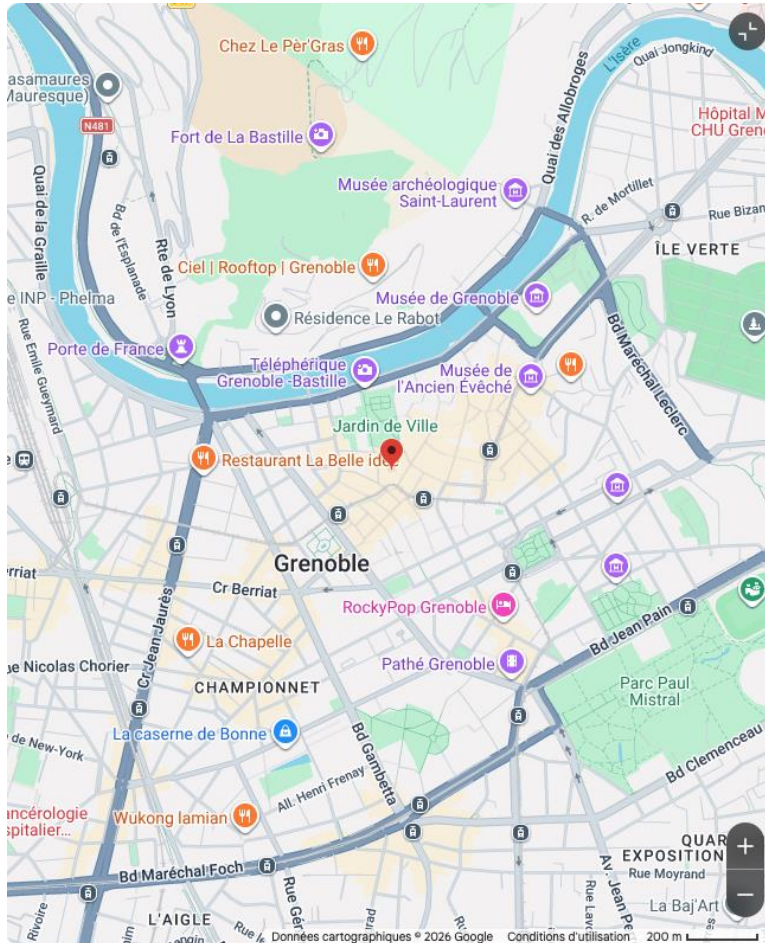 Chez Le Pèr'Gras
asamaures
Mauresque)
N481
L'Isère
Quai Jongkind
Quai des Allobroges
Hôpital M
CHU Gren
Fort de La Bastille
Quai de la Graille
Bd de l'Esplanade
Rte de Lyon
Musée archéologique
Saint-Laurent
R. de Mortillet
Rue Bizan
ÎLE VERTE
Ciel | Rooftop | Grenoble
e INP - Phelma
Résidence Le Rabot
Musée de Grenoble
Bd Maréchal Leclerc
Rue Emile Gueymard
Porte de France
Téléphérique
Grenoble -Bastille
Musée de
l'Ancien Évêché
Jardin de Ville
Restaurant La Belle idée
Grenoble
erriat
Cr Berriat
RockyPop Grenoble
Cr Jean Jaurès
La Chapelle
Bd Jean Pain
ue Nicolas Chorier
Pathé Grenoble
CHAMPIONNET
Parc Paul
Mistral
La caserne de Bonne
e de New-York
Bd Gambetta
Bd Clemenceau
All. Henri Frenay
ancérologie
spitalier...
Wukong lamian
QUAR
EXPOSITION
Bd Maréchal Foch
Rue Moyrand
Rue Gér
Av. Jean Pe
Rivoire
L'AIGLE
Rue Lav
La Baj'Art
Données cartographiques © 2026 Google
Conditions d'utilisation
200 m